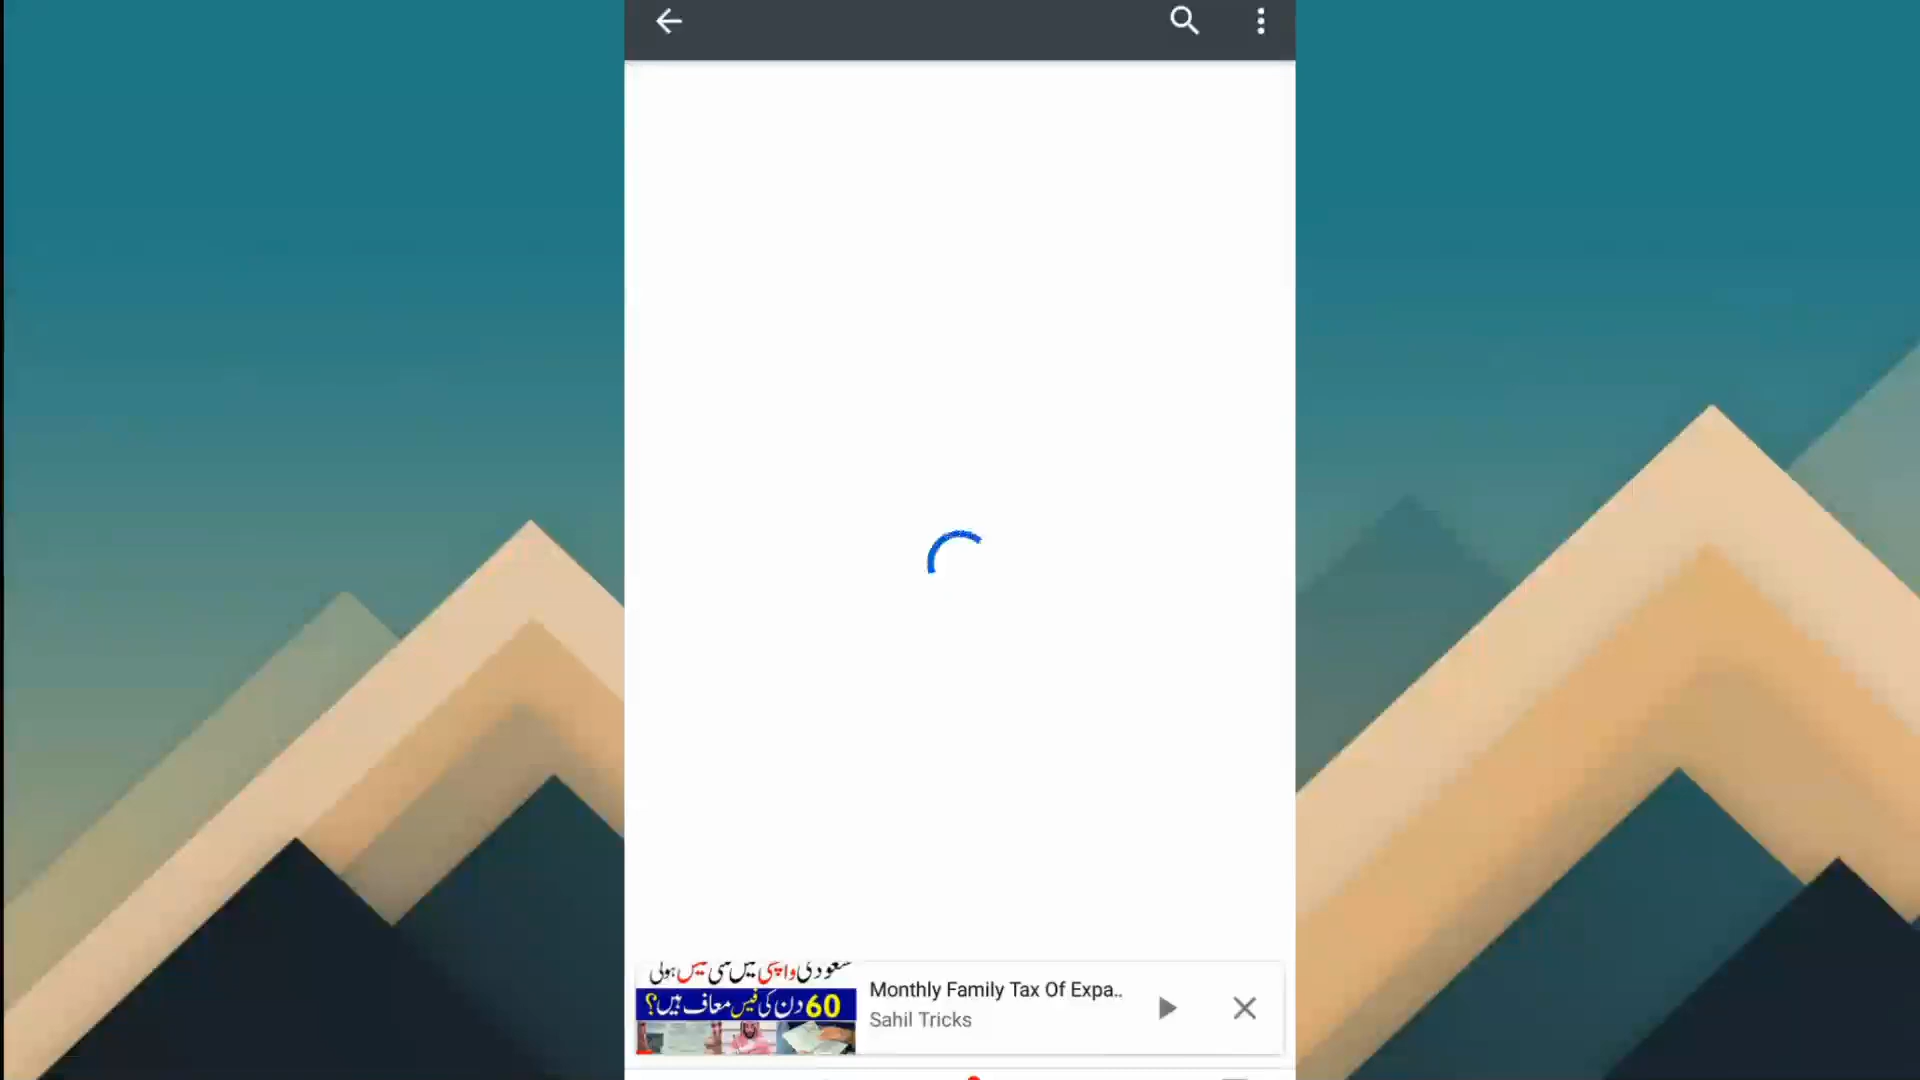 سعودی واپسی میں سی میں ہولی
60 دن کی فیس معاف ہیں؟
Monthly Family Tax Of Expa..
Sahil Tricks